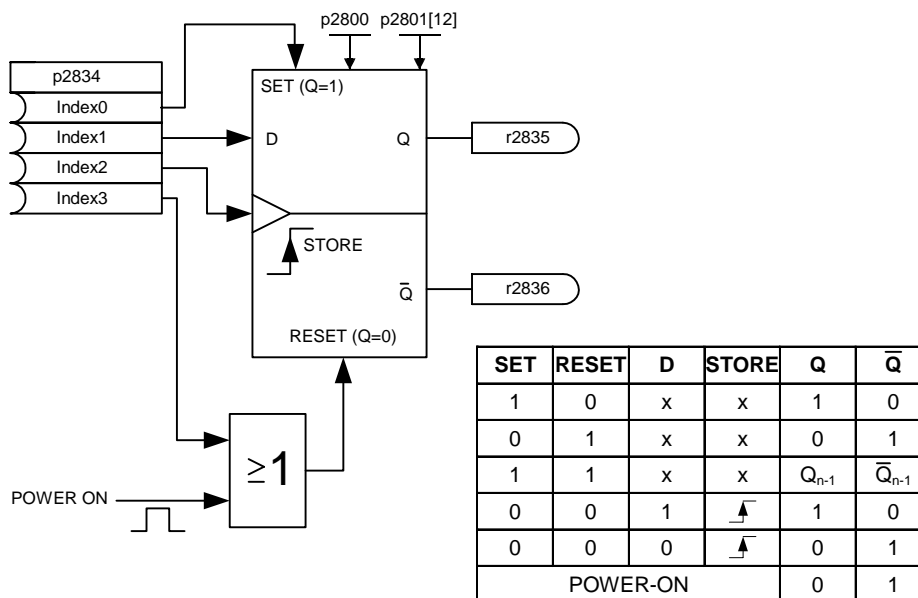 p2800 p2801[12]
p2834
Index0
Index1
Index2
Index3
SET (Q=1)
D Q
STORE
Q̅
RESET (Q=0)
r2835
r2836
≥1
POWER ON
SET RESET D STORE Q Q̅
1 0 x x 1 0
0 1 x x 0 1
1 1 x x Qn-1 Q̅n-1
0 0 1 1 0
0 0 0 0 1
POWER-ON 0 1